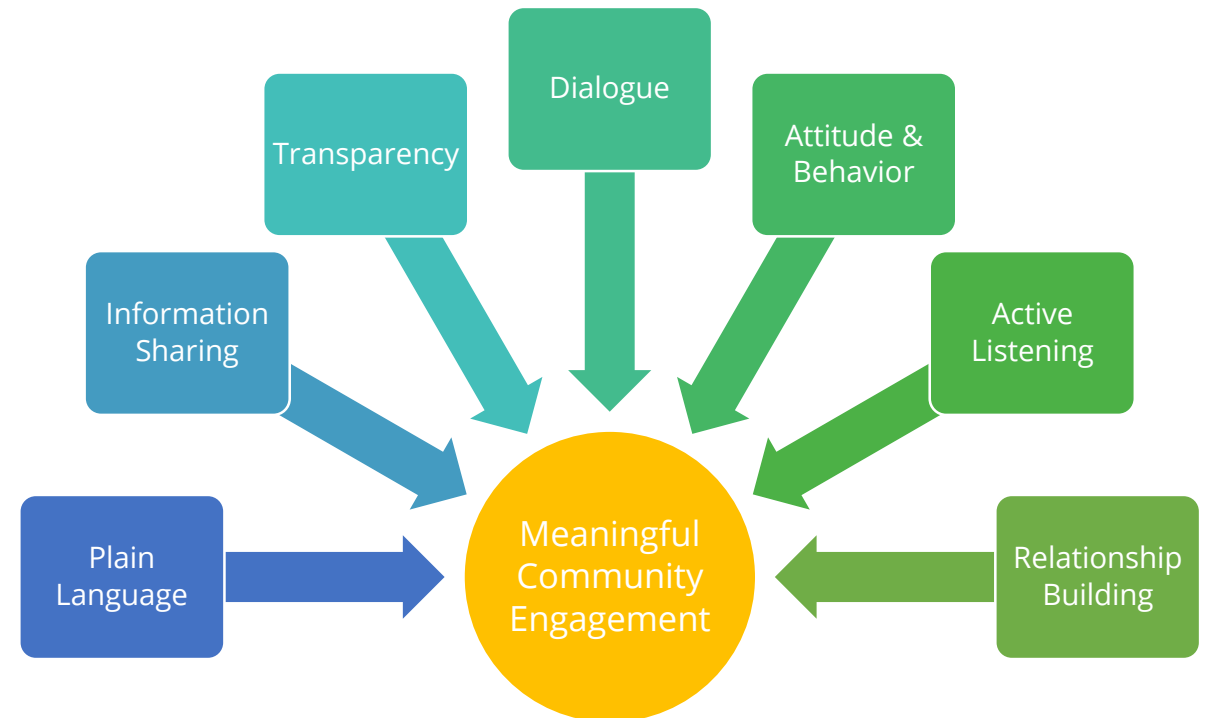 Dialogue
Transparency
Attitude &
Behavior
Information
Sharing
Active
Listening
Plain
Language
Meaningful
Community
Engagement
Relationship
Building